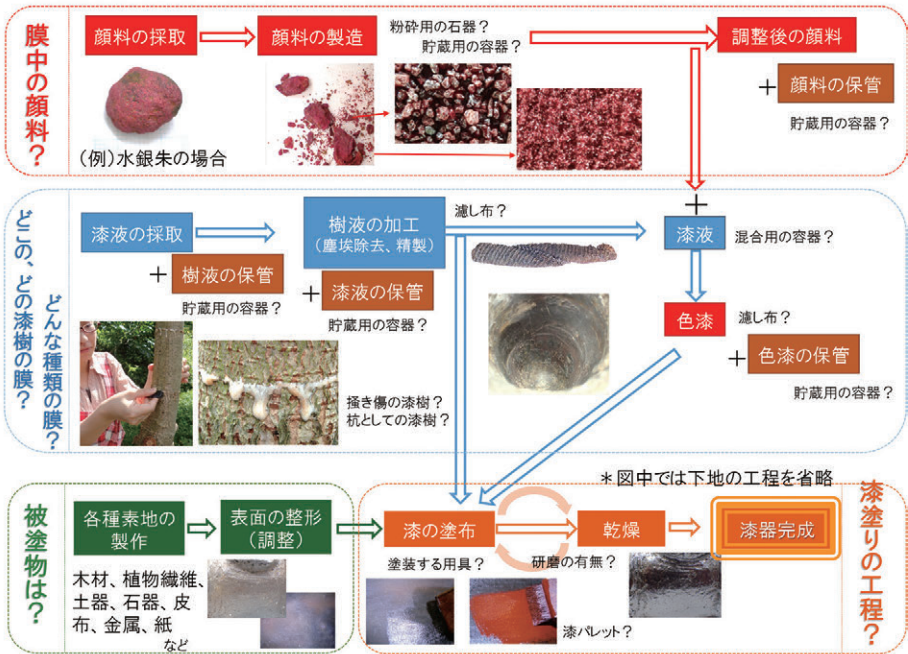 膜中の顔料？
顔料の採取
顔料の製造
粉砕用の石器？
貯蔵用の容器？
調整後の顔料
＋
顔料の保管
貯蔵用の容器？
（例）水銀朱の場合
どこの、どの漆樹の膜？
どんな種類の膜？
漆液の採取
＋
樹液の保管
貯蔵用の容器？
樹液の加工
（塵埃除去、精製）
＋
漆液の保管
貯蔵用の容器？
濾し布？
＋
漆液
混合用の容器？
色漆
濾し布？
＋
色漆の保管
貯蔵用の容器？
掻き傷の漆樹？
杭としての漆樹？
被塗物は？
各種素地の
製作
表面の整形
（調整）
木材、植物繊維、
土器、石器、皮
布、金属、紙
など
＊図中では下地の工程を省略
漆塗りの工程？
漆の塗布
乾燥
漆器完成
塗装する用具？
研磨の有無？
漆パレット？